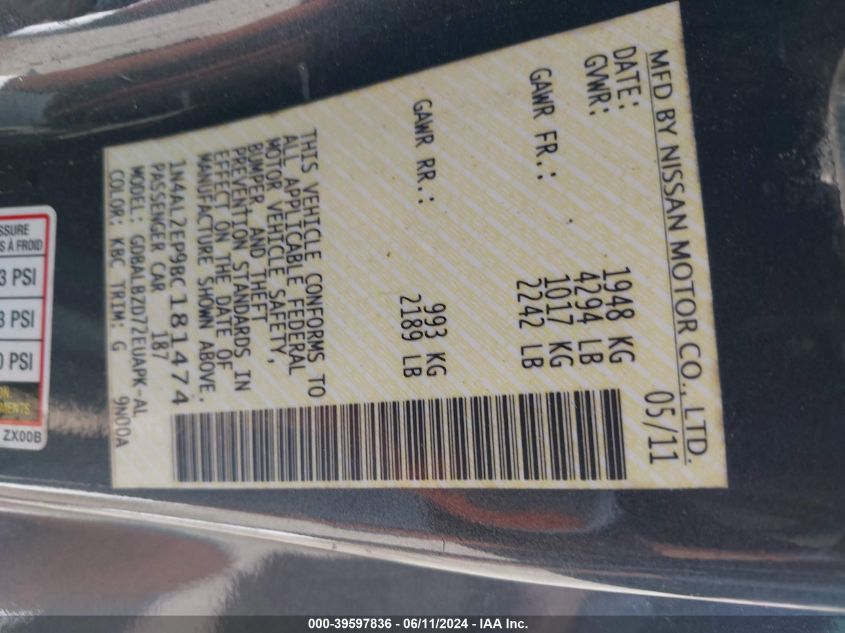 MFD BY NISSAN MOTOR CO., LTD.
DATE: 05/11
GVWR: 1948 KG
4294 LB
GAWR FR.: 1017 KG
2242 LB
GAWR RR.: 993 KG
2189 LB
THIS VEHICLE CONFORMS TO
ALL APPLICABLE FEDERAL
MOTOR VEHICLE SAFETY,
BUMPER, AND THEFT
PREVENTION STANDARDS IN
EFFECT ON THE DATE OF
MANUFACTURE SHOWN ABOVE.
1N4AL2EP9BC181474
PASSENGER CAR 187
MODEL: GDBALBZD72EUAPK-AL
COLOR: KBC TRIM: G 9N00A
SSURE
S À FROID
3 PSI
3 PSI
0 PSI
ZX00B
000-39597836 - 06/11/2024 - IAA Inc.